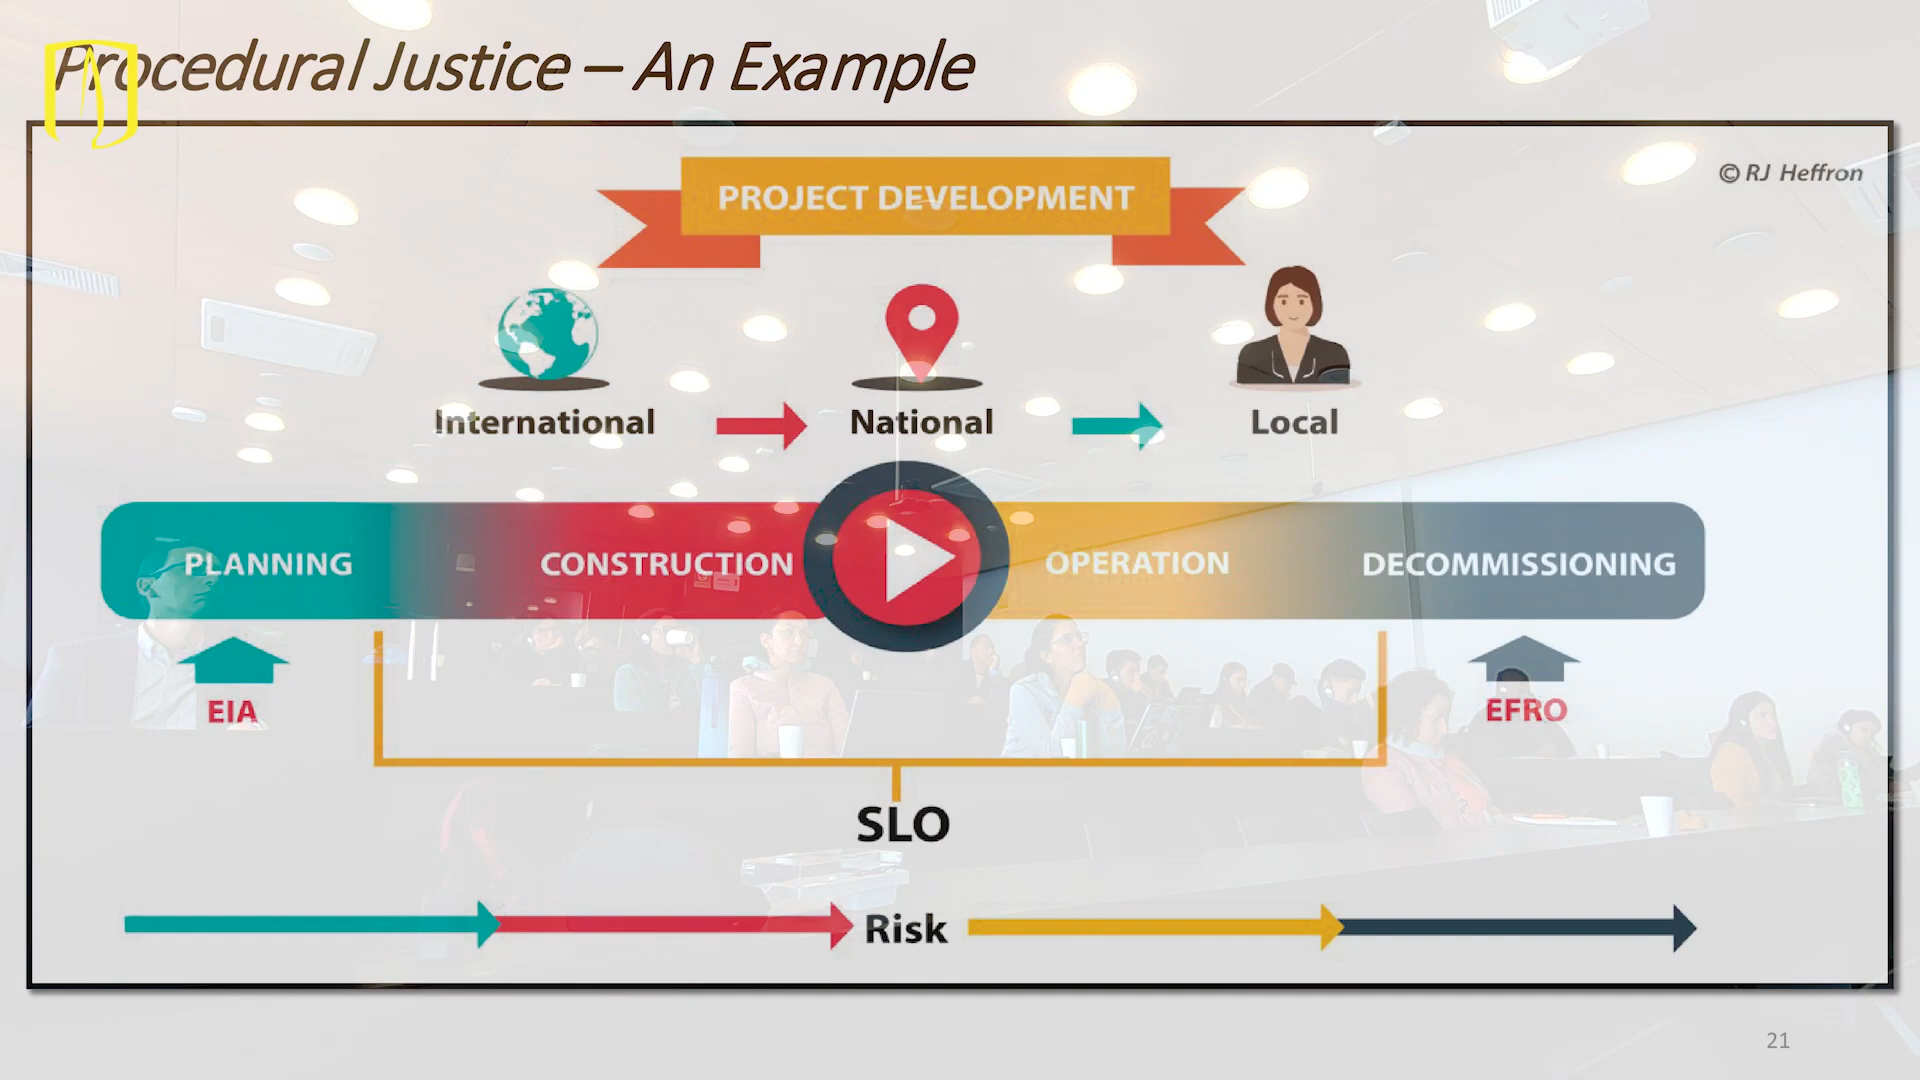 Procedural Justice – An Example
© RJ Heffron
PROJECT DEVELOPMENT
International
National
Local
PLANNING
CONSTRUCTION
OPERATION
DECOMMISSIONING
EIA
EFRO
SLO
Risk
21